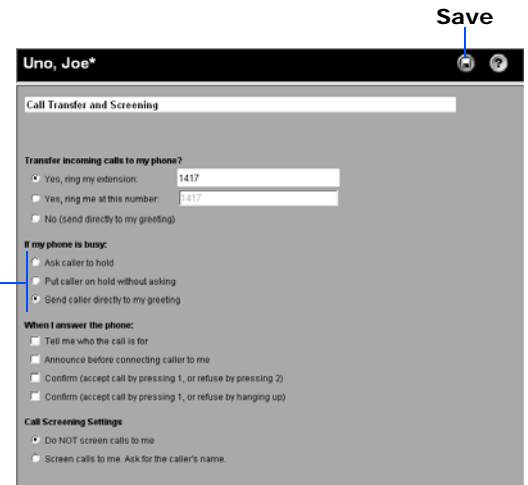 Save
Uno, Joe*
?
Call Transfer and Screening
Transfer incoming calls to my phone?
Yes, ring my extension: 1417
Yes, ring me at this number: 1417
No (send directly to my greeting)
If my phone is busy:
Ask caller to hold
Put caller on hold without asking
Send caller directly to my greeting
When I answer the phone:
Tell me who the call is for
Announce before connecting caller to me
Confirm (accept call by pressing 1, or refuse by pressing 2)
Confirm (accept call by pressing 1, or refuse by hanging up)
Call Screening Settings
Do NOT screen calls to me
Screen calls to me. Ask for the caller's name.